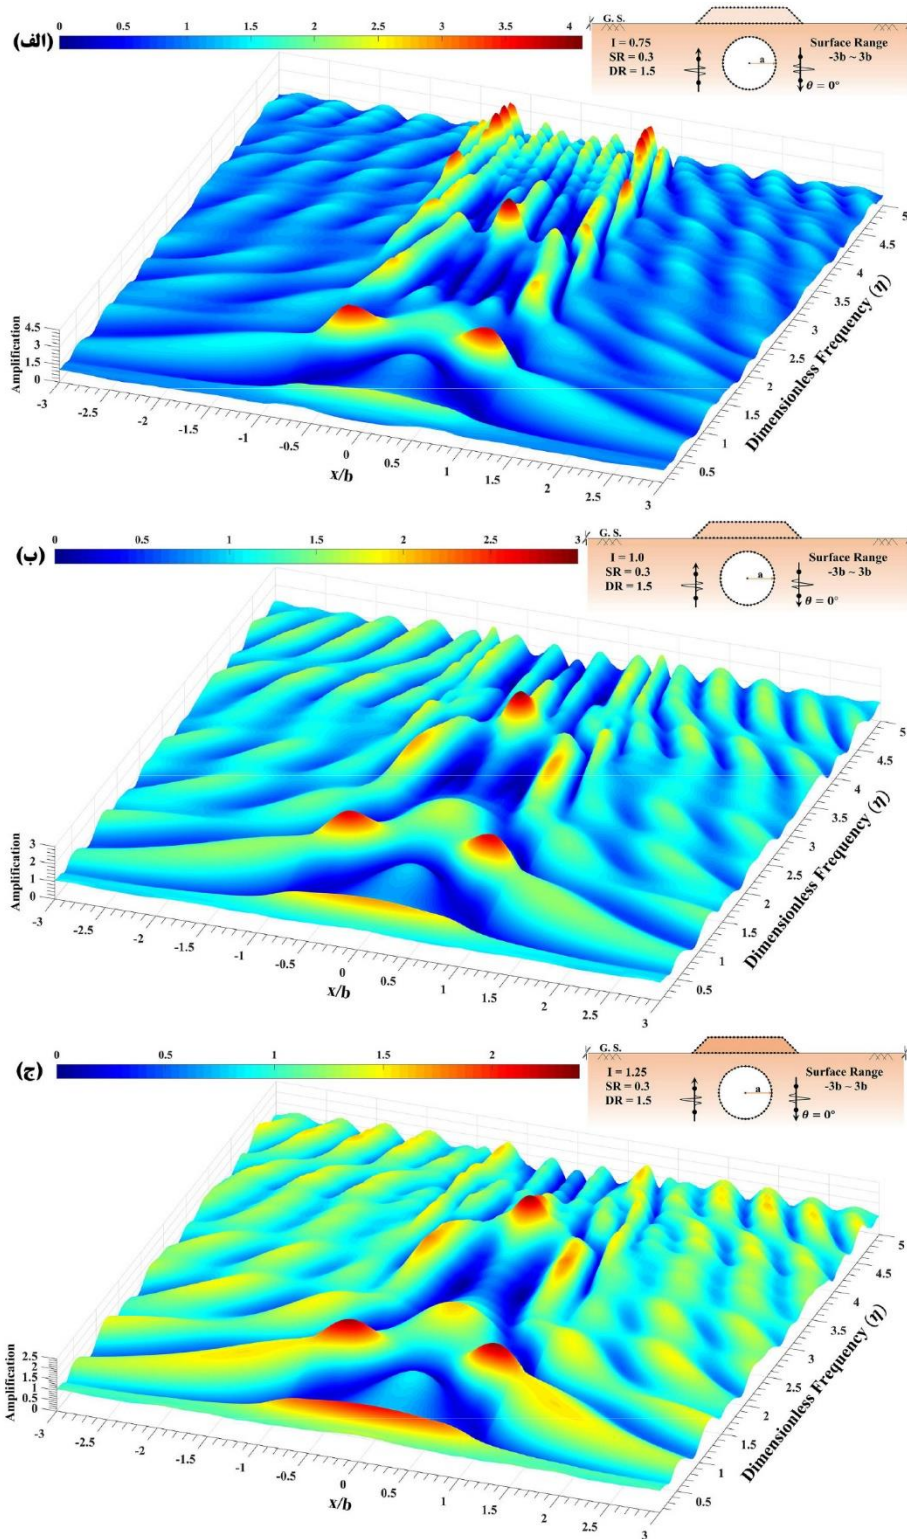 (الف)
0 0.5 1 1.5 2 2.5 3 3.5 4
G. S.
I = 0.75
SR = 0.3
DR = 1.5
a
Surface Range
-3b ~ 3b
θ = 0°
Amplification
4.5
3
1.5
0
-3 -2.5 -2 -1.5 -1 -0.5 0 0.5 1 1.5 2 2.5 3
x/b
0.5 1 1.5 2 2.5 3 3.5 4 4.5 5
Dimensionless Frequency (η)
(ب)
0 0.5 1 1.5 2 2.5 3
G. S.
I = 1.0
SR = 0.3
DR = 1.5
a
Surface Range
-3b ~ 3b
θ = 0°
Amplification
3
2
1
0
-3 -2.5 -2 -1.5 -1 -0.5 0 0.5 1 1.5 2 2.5 3
x/b
0.5 1 1.5 2 2.5 3 3.5 4 4.5 5
Dimensionless Frequency (η)
(ج)
0 0.5 1 1.5 2
G. S.
I = 1.25
SR = 0.3
DR = 1.5
a
Surface Range
-3b ~ 3b
θ = 0°
Amplification
2.5
2
1.5
1
0.5
0
-3 -2.5 -2 -1.5 -1 -0.5 0 0.5 1 1.5 2 2.5 3
x/b
0.5 1 1.5 2 2.5 3 3.5 4 4.5 5
Dimensionless Frequency (η)